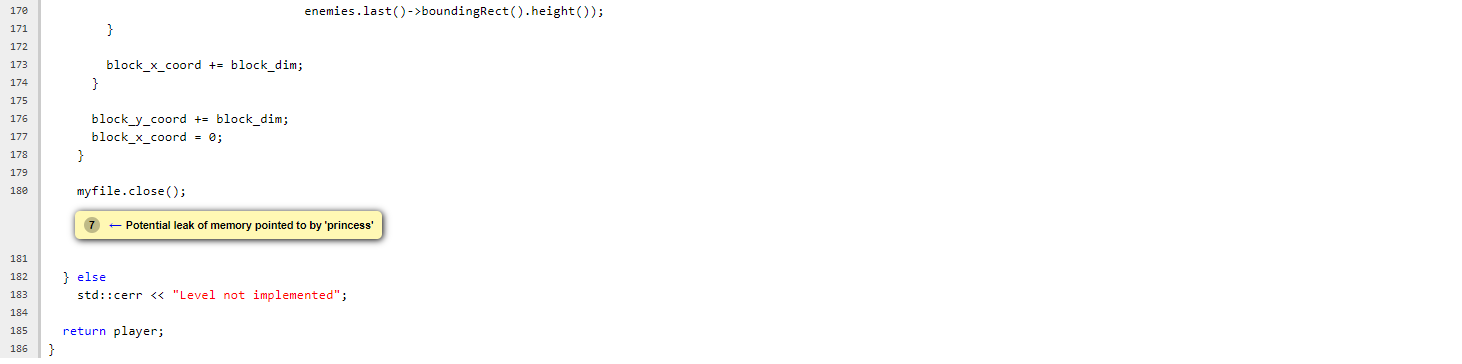 170 enemies.last()->boundingRect().height());
171 }
172
173 block_x_coord += block_dim;
174 }
175
176 block_y_coord += block_dim;
177 block_x_coord = 0;
178 }
179
180 myfile.close();
7 ← Potential leak of memory pointed to by 'princess'
181
182 } else
183 std::cerr << "Level not implemented";
184
185 return player;
186 }